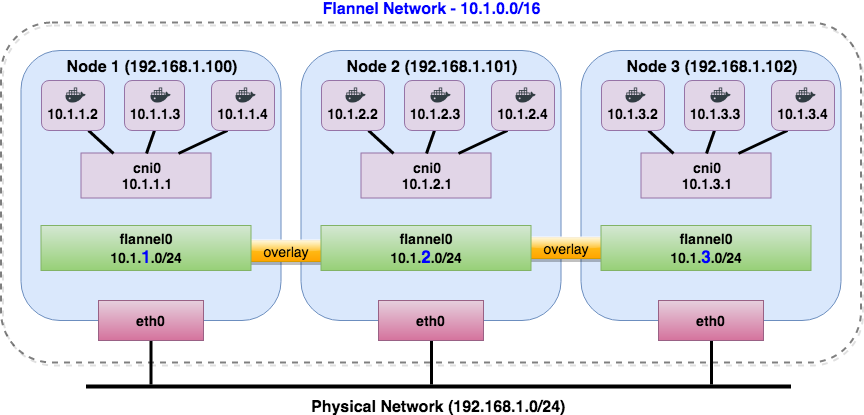 Flannel Network - 10.1.0.0/16
Node 1 (192.168.1.100)
10.1.1.2
10.1.1.3
10.1.1.4
cni0
10.1.1.1
flannel0
10.1.1.0/24
eth0
overlay
Node 2 (192.168.1.101)
10.1.2.2
10.1.2.3
10.1.2.4
cni0
10.1.2.1
flannel0
10.1.2.0/24
eth0
overlay
Node 3 (192.168.1.102)
10.1.3.2
10.1.3.3
10.1.3.4
cni0
10.1.3.1
flannel0
10.1.3.0/24
eth0
Physical Network (192.168.1.0/24)